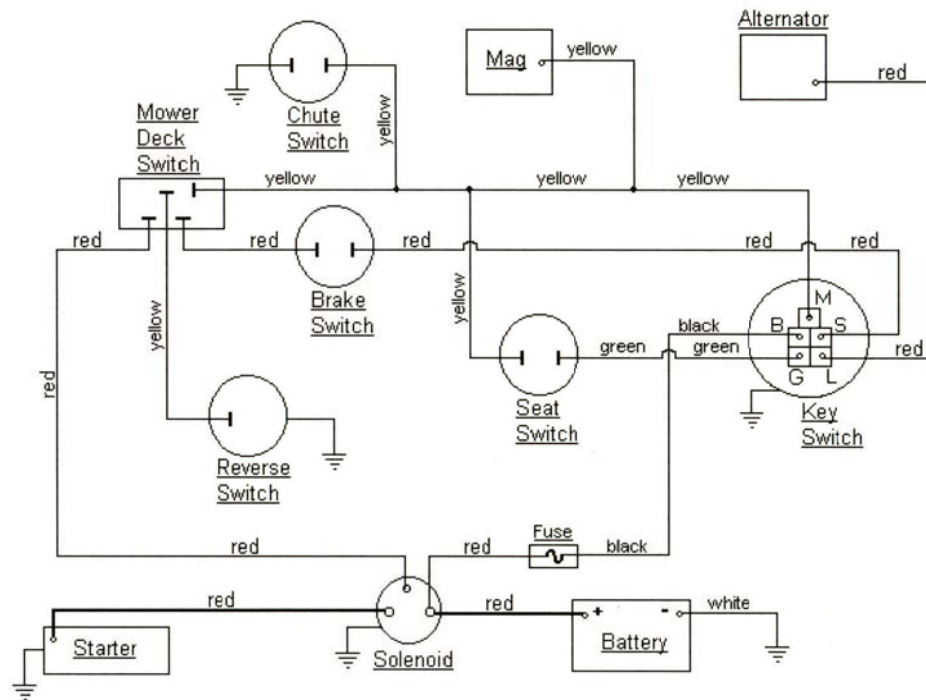 Alternator
Mag
yellow
red
Chute
Switch
Mower
Deck
Switch
yellow
yellow
yellow
yellow
red
red
red
red
red
Brake
Switch
yellow
yellow
M
B
S
G
L
black
green
green
red
Key
Switch
red
Seat
Switch
Reverse
Switch
Fuse
red
red
black
red
red
+
-
white
Starter
Solenoid
Battery